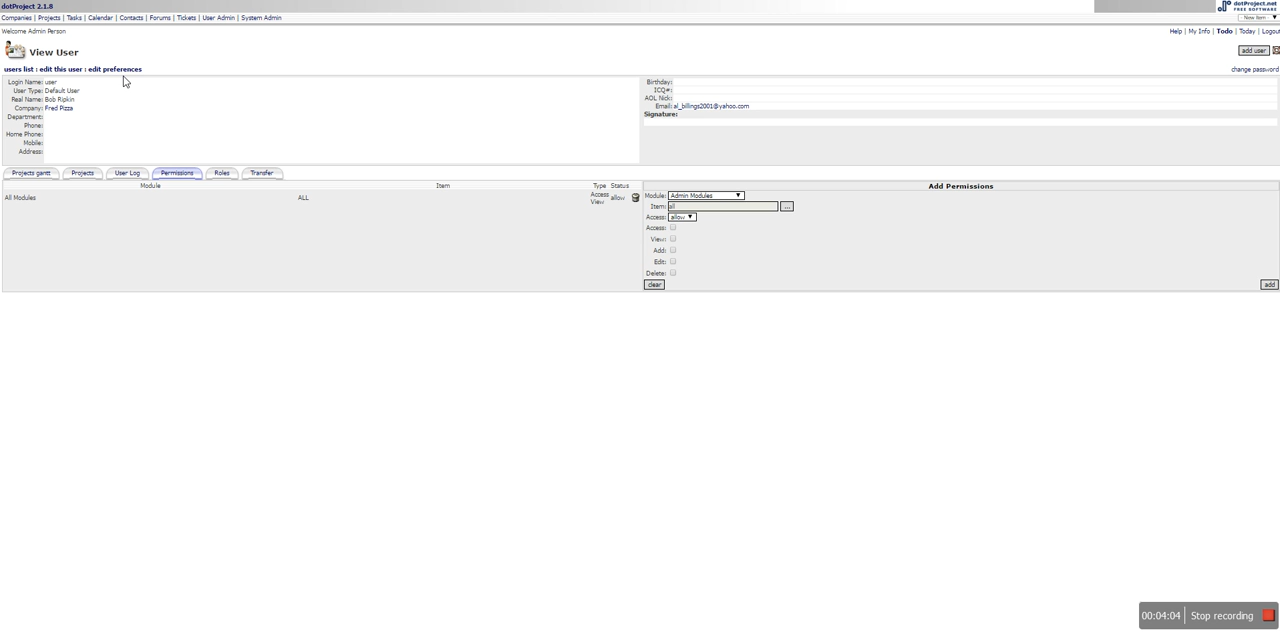 dotProject 2.1.8
dotProject.net
FREE SOFTWARE
Companies | Projects | Tasks | Calendar | Contacts | Forums | Tickets | User Admin | System Admin
- New Item -
Welcome Admin Person
Help | My Info | Todo | Today | Logout
View User
add user
users list : edit this user : edit preferences
change password
Login Name: user
User Type: Default User
Real Name: Bob Ripkin
Company: Fred Pizza
Department:
Phone:
Home Phone:
Mobile:
Address:
Birthday:
ICQ#:
AOL Nick:
Email: al_billings2001@yahoo.com
Signature:
Projects gantt Projects User Log Permissions Roles Transfer
Module Item Type Status
All Modules ALL Access View allow
Add Permissions
Module: Admin Modules
Item: all ...
Access: allow
Access:
View:
Add:
Edit:
Delete:
clear add
00:04:04 Stop recording